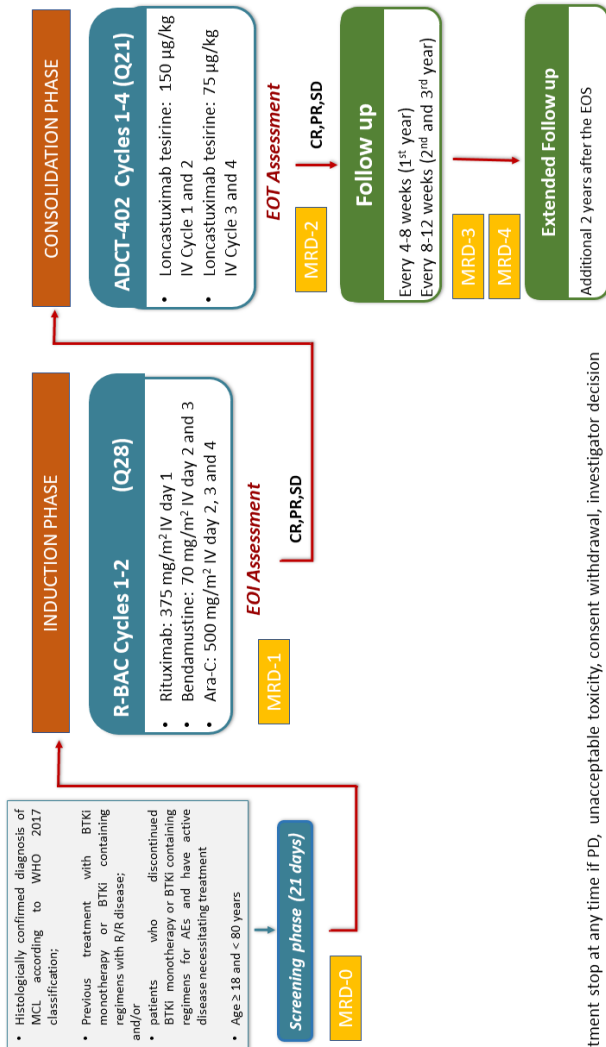 • Histologically confirmed diagnosis of
MCL according to WHO 2017
classification;
• Previous treatment with BTKi
monotherapy or BTKi containing
regimens with R/R disease;
and/or
• patients who discontinued
BTKi monotherapy or BTKi containing
regimens for AEs and have active
disease necessitating treatment
• Age ≥ 18 and < 80 years
Screening phase (21 days)
MRD-0
INDUCTION PHASE
R-BAC Cycles 1-2 (Q28)
• Rituximab: 375 mg/m² IV day 1
• Bendamustine: 70 mg/m² IV day 2 and 3
• Ara-C: 500 mg/m² IV day 2, 3 and 4
EOI Assessment
MRD-1
CR,PR,SD
CONSOLIDATION PHASE
ADCT-402 Cycles 1-4 (Q21)
• Loncastuximab tesirine: 150 µg/kg
IV Cycle 1 and 2
• Loncastuximab tesirine: 75 µg/kg
IV Cycle 3 and 4
EOT Assessment
MRD-2
CR,PR,SD
Follow up
Every 4-8 weeks (1st year)
Every 8-12 weeks (2nd and 3rd year)
MRD-3
MRD-4
Extended Follow up
Additional 2 years after the EOS
tment stop at any time if PD, unacceptable toxicity, consent withdrawal, investigator decision